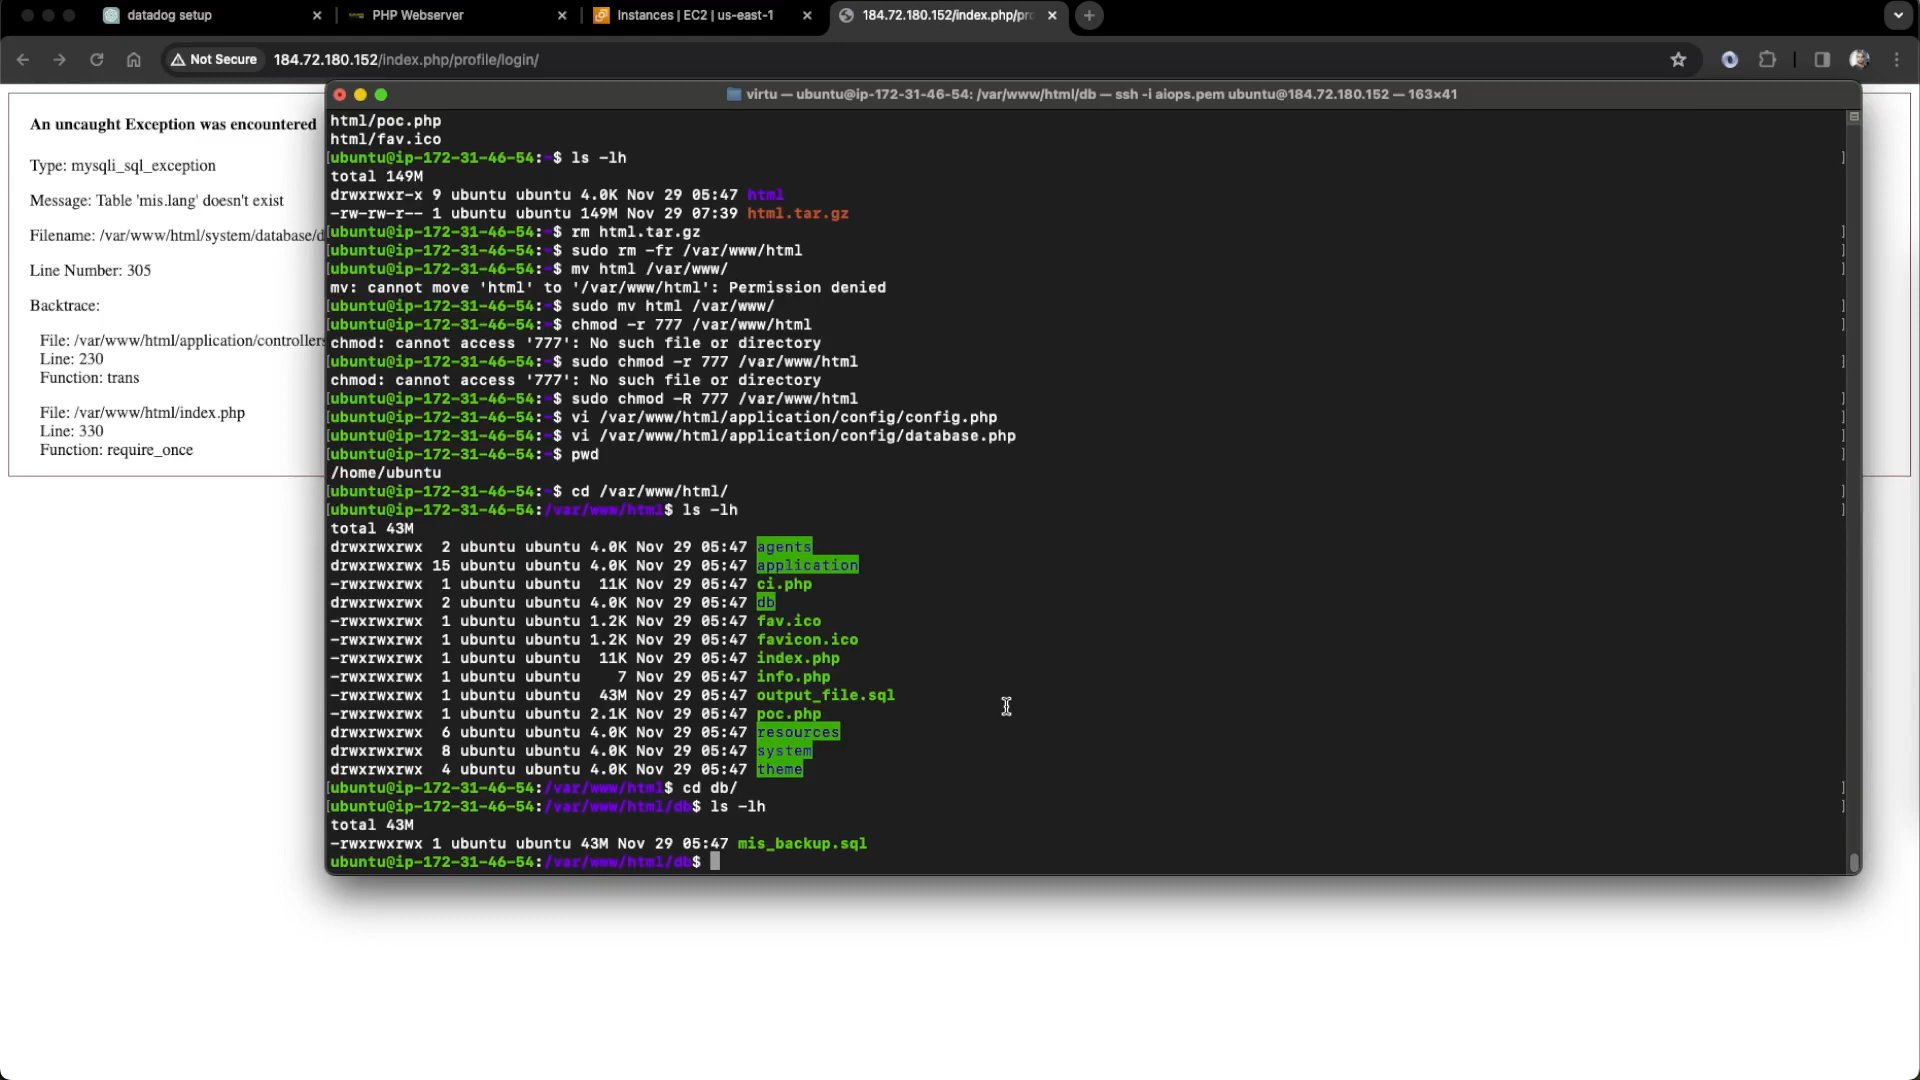 datadog setup
PHP Webserver
Instances | EC2 | us-east-1
184.72.180.152/index.php/pro
Not Secure
184.72.180.152/index.php/profile/login/
An uncaught Exception was encountered
Type: mysqli_sql_exception
Message: Table 'mis.lang' doesn't exist
Filename: /var/www/html/system/database/d
Line Number: 305
Backtrace:
File: /var/www/html/application/controllers
Line: 230
Function: trans
File: /var/www/html/index.php
Line: 330
Function: require_once
virtu — ubuntu@ip-172-31-46-54: /var/www/html/db — ssh -i aiops.pem ubuntu@184.72.180.152 — 163×41
html/poc.php
html/fav.ico
[ubuntu@ip-172-31-46-54:~$ ls -lh ]
total 149M
drwxrwxr-x 9 ubuntu ubuntu 4.0K Nov 29 05:47 html
-rw-rw-r-- 1 ubuntu ubuntu 149M Nov 29 07:39 html.tar.gz
[ubuntu@ip-172-31-46-54:~$ rm html.tar.gz ]
[ubuntu@ip-172-31-46-54:~$ sudo rm -fr /var/www/html ]
[ubuntu@ip-172-31-46-54:~$ mv html /var/www/ ]
mv: cannot move 'html' to '/var/www/html': Permission denied
[ubuntu@ip-172-31-46-54:~$ sudo mv html /var/www/ ]
[ubuntu@ip-172-31-46-54:~$ chmod -r 777 /var/www/html ]
chmod: cannot access '777': No such file or directory
[ubuntu@ip-172-31-46-54:~$ sudo chmod -r 777 /var/www/html ]
chmod: cannot access '777': No such file or directory
[ubuntu@ip-172-31-46-54:~$ sudo chmod -R 777 /var/www/html ]
[ubuntu@ip-172-31-46-54:~$ vi /var/www/html/application/config/config.php ]
[ubuntu@ip-172-31-46-54:~$ vi /var/www/html/application/config/database.php ]
[ubuntu@ip-172-31-46-54:~$ pwd ]
/home/ubuntu
[ubuntu@ip-172-31-46-54:~$ cd /var/www/html/ ]
[ubuntu@ip-172-31-46-54:/var/www/html$ ls -lh ]
total 43M
drwxrwxrwx  2 ubuntu ubuntu 4.0K Nov 29 05:47 agents
drwxrwxrwx 15 ubuntu ubuntu 4.0K Nov 29 05:47 application
-rwxrwxrwx  1 ubuntu ubuntu  11K Nov 29 05:47 ci.php
drwxrwxrwx  2 ubuntu ubuntu 4.0K Nov 29 05:47 db
-rwxrwxrwx  1 ubuntu ubuntu 1.2K Nov 29 05:47 fav.ico
-rwxrwxrwx  1 ubuntu ubuntu 1.2K Nov 29 05:47 favicon.ico
-rwxrwxrwx  1 ubuntu ubuntu  11K Nov 29 05:47 index.php
-rwxrwxrwx  1 ubuntu ubuntu    7 Nov 29 05:47 info.php
-rwxrwxrwx  1 ubuntu ubuntu  43M Nov 29 05:47 output_file.sql
-rwxrwxrwx  1 ubuntu ubuntu 2.1K Nov 29 05:47 poc.php
drwxrwxrwx  6 ubuntu ubuntu 4.0K Nov 29 05:47 resources
drwxrwxrwx  8 ubuntu ubuntu 4.0K Nov 29 05:47 system
drwxrwxrwx  4 ubuntu ubuntu 4.0K Nov 29 05:47 theme
[ubuntu@ip-172-31-46-54:/var/www/html$ cd db/ ]
[ubuntu@ip-172-31-46-54:/var/www/html/db$ ls -lh ]
total 43M
-rwxrwxrwx 1 ubuntu ubuntu 43M Nov 29 05:47 mis_backup.sql
ubuntu@ip-172-31-46-54:/var/www/html/db$